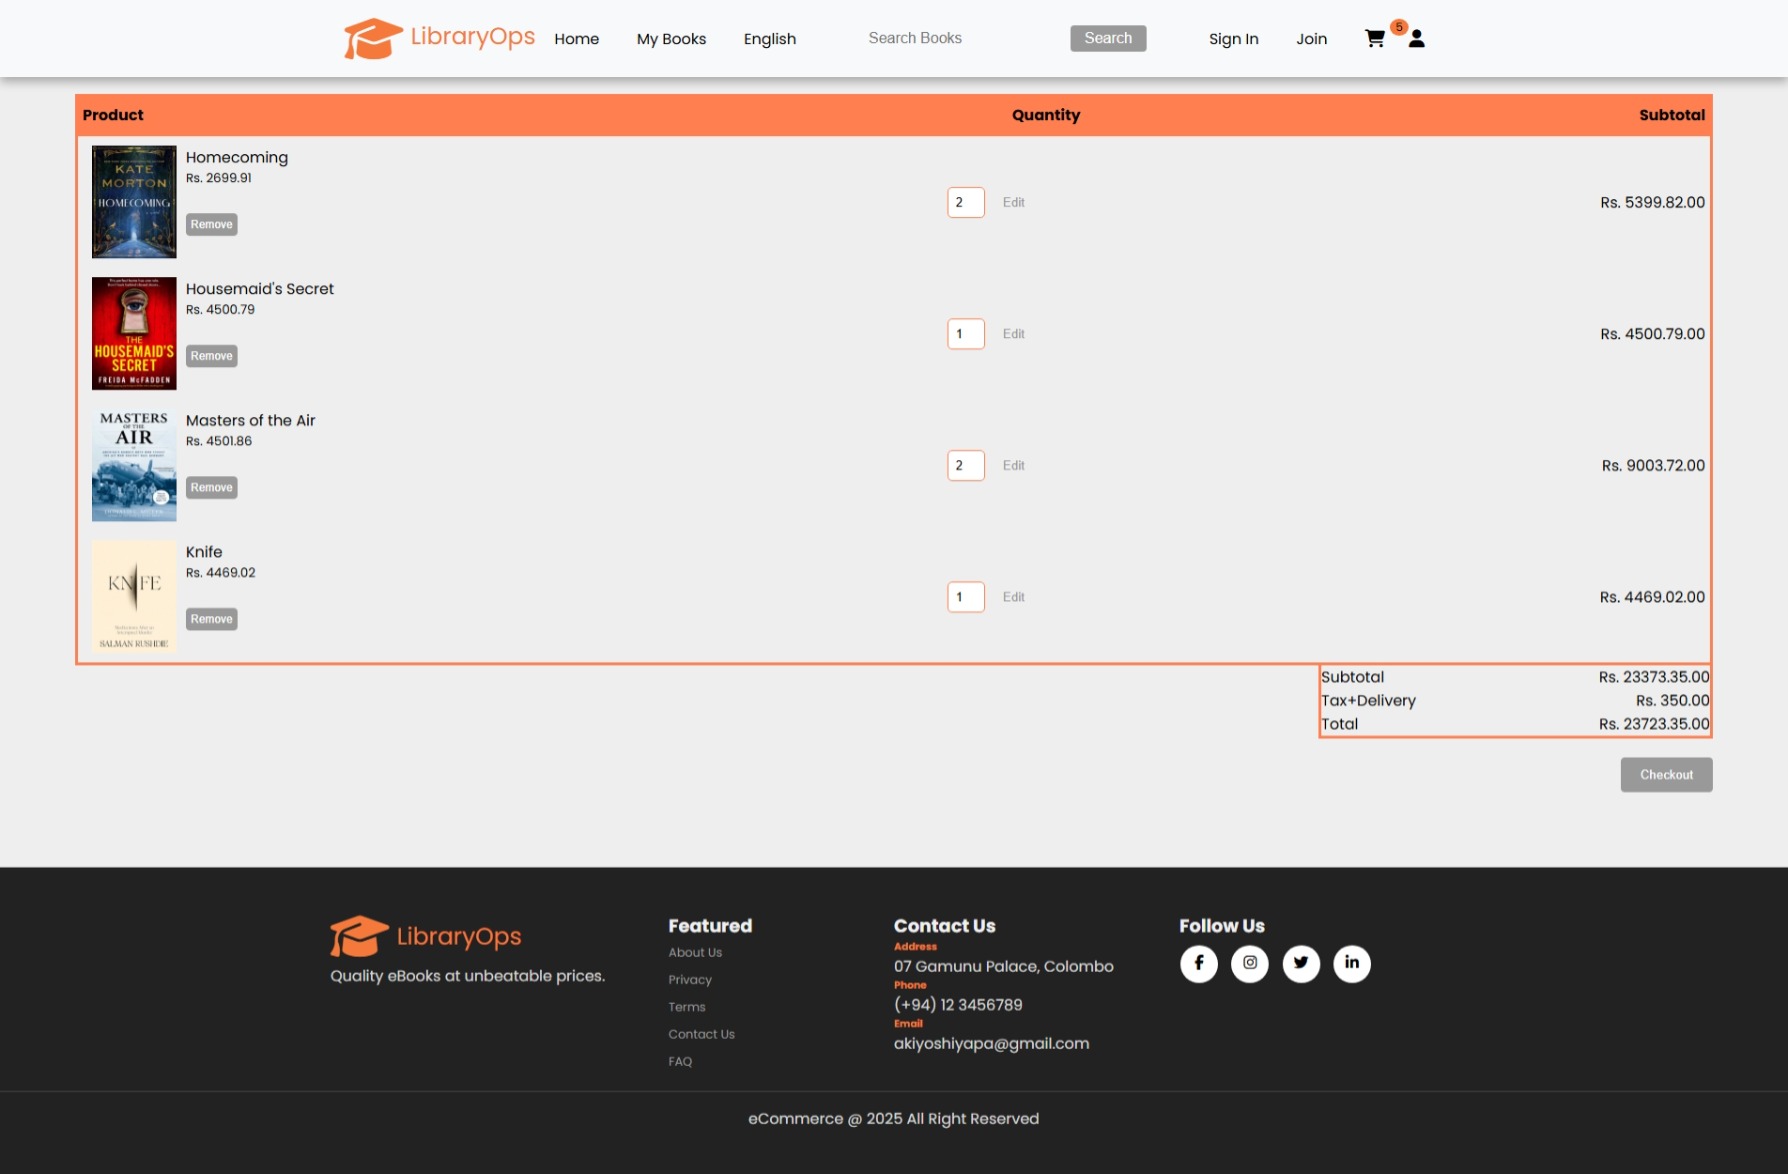 LibraryOps Home My Books English Search Books Search Sign In Join 5
Product Quantity Subtotal
KATE
MORTON
HOMECOMING
Homecoming
Rs. 2699.91
Remove
2 Edit Rs. 5399.82.00
THE
HOUSEMAID'S
SECRET
FREIDA McFADDEN
Housemaid's Secret
Rs. 4500.79
Remove
1 Edit Rs. 4500.79.00
MASTERS
OF THE
AIR
Masters of the Air
Rs. 4501.86
Remove
2 Edit Rs. 9003.72.00
KNIFE
SALMAN RUSHDIE
Knife
Rs. 4469.02
Remove
1 Edit Rs. 4469.02.00
Subtotal Rs. 23373.35.00
Tax+Delivery Rs. 350.00
Total Rs. 23723.35.00
Checkout
LibraryOps
Quality eBooks at unbeatable prices.
Featured
About Us
Privacy
Terms
Contact Us
FAQ
Contact Us
Address
07 Gamunu Palace, Colombo
Phone
(+94) 12 3456789
Email
akiyoshiyapa@gmail.com
Follow Us
eCommerce @ 2025 All Right Reserved